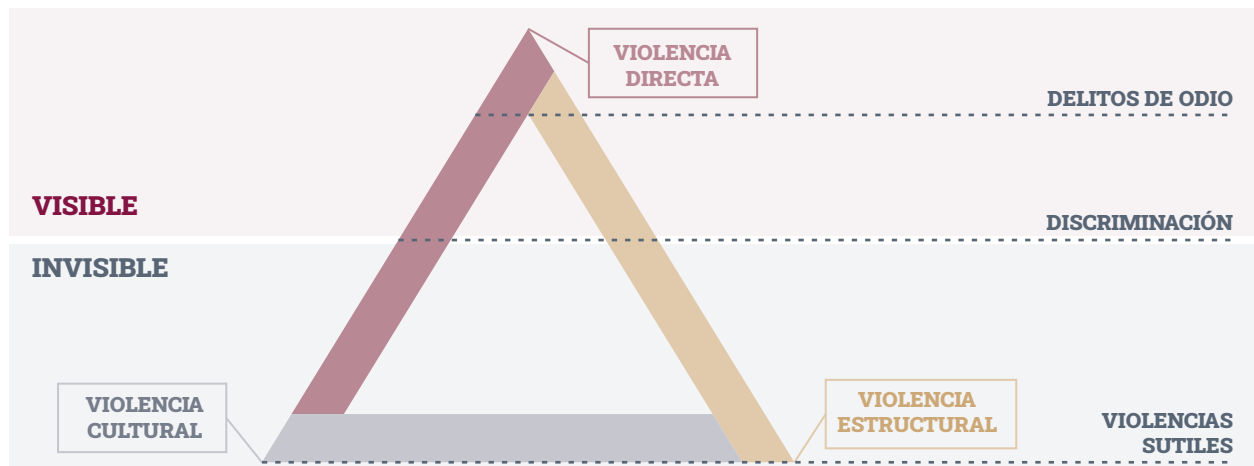 VIOLENCIA
DIRECTA
DELITOS DE ODIO
VISIBLE
DISCRIMINACIÓN
INVISIBLE
VIOLENCIA
CULTURAL
VIOLENCIA
ESTRUCTURAL
VIOLENCIAS
SUTILES